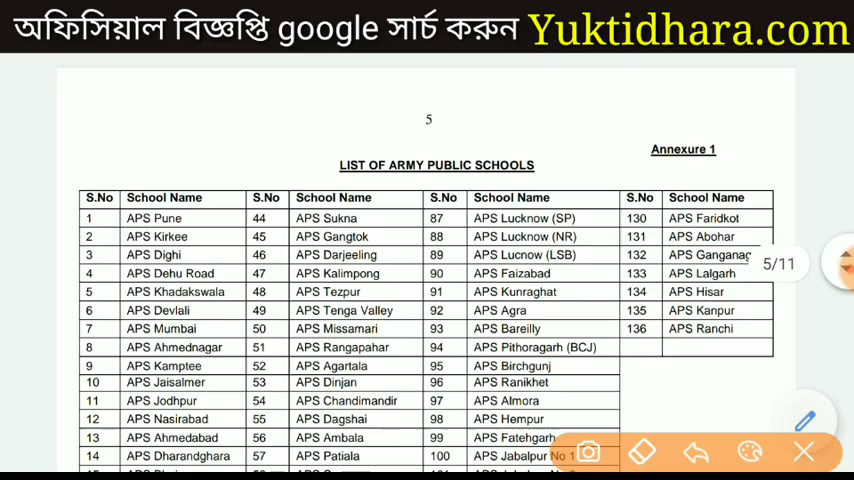 অফিসিয়াল বিজ্ঞপ্তি google সার্চ করুন Yuktidhara.com
5
Annexure 1
LIST OF ARMY PUBLIC SCHOOLS
S.No School Name S.No School Name S.No School Name S.No School Name
1 APS Pune 44 APS Sukna 87 APS Lucknow (SP) 130 APS Faridkot
2 APS Kirkee 45 APS Gangtok 88 APS Lucknow (NR) 131 APS Abohar
3 APS Dighi 46 APS Darjeeling 89 APS Lucnow (LSB) 132 APS
5/11
4 APS Dehu Road 47 APS Kalimpong 90 APS Faizabad 133 APS Lalgarh
5 APS Khadakswala 48 APS Tezpur 91 APS Kunraghat 134 APS Hisar
6 APS Devlali 49 APS Tenga Valley 92 APS Agra 135 APS Kanpur
7 APS Mumbai 50 APS Missamari 93 APS Bareilly 136 APS Ranchi
8 APS Ahmednagar 51 APS Rangapahar 94 APS Pithoragarh (BCJ)
9 APS Kamptee 52 APS Agartala 95 APS Birchgunj
10 APS Jaisalmer 53 APS Dinjan 96 APS Ranikhet
11 APS Jodhpur 54 APS Chandimandir 97 APS Almora
12 APS Nasirabad 55 APS Dagshai 98 APS Hempur
13 APS Ahmedabad 56 APS Ambala 99 APS Fatehgarh
14 APS Dharandghara 57 APS Patiala 100 APS Jabalpur No 1